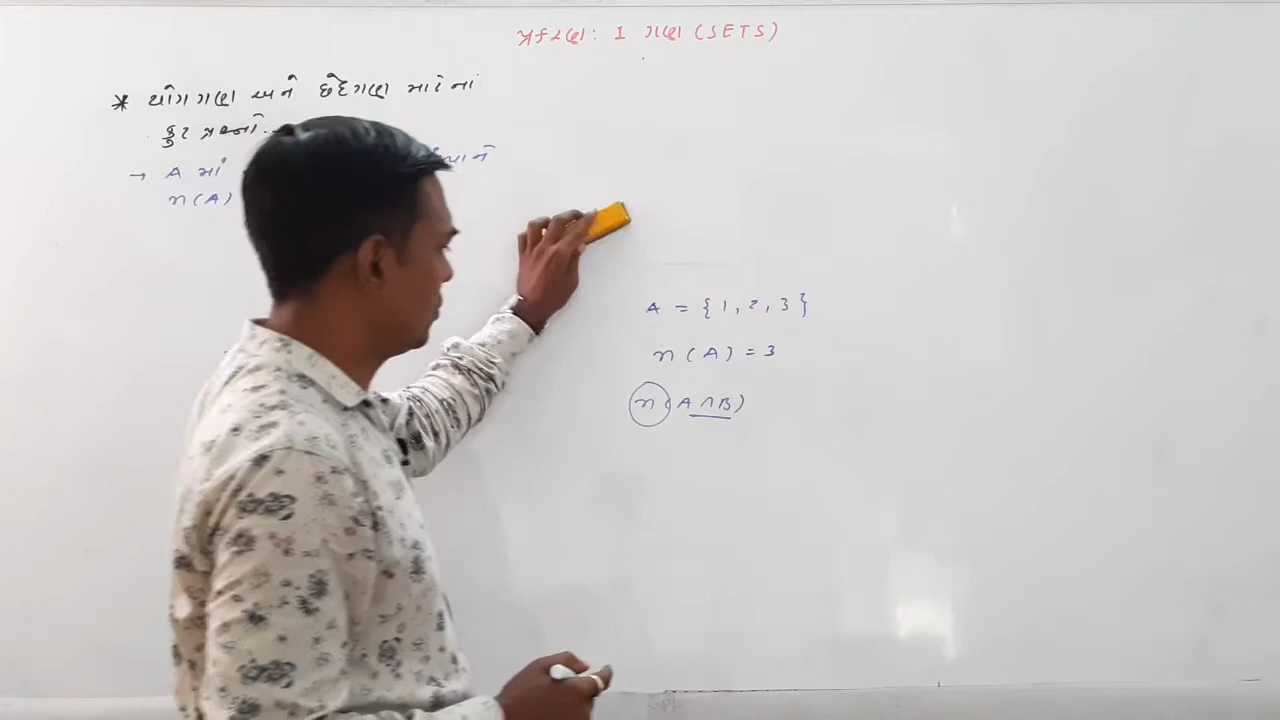 પ્રકરણ: 1 ગણ (SETS)
* યોગગણ અને છેદગણ માટેનાં
કૂટ પ્રશ્નો.
→ A માં
n(A)
A = {1, 2, 3}
n(A) = 3
n(A∩B)